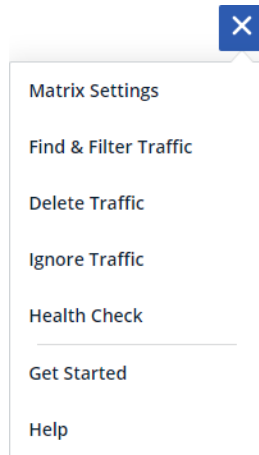 Matrix Settings
Find & Filter Traffic
Delete Traffic
Ignore Traffic
Health Check
Get Started
Help